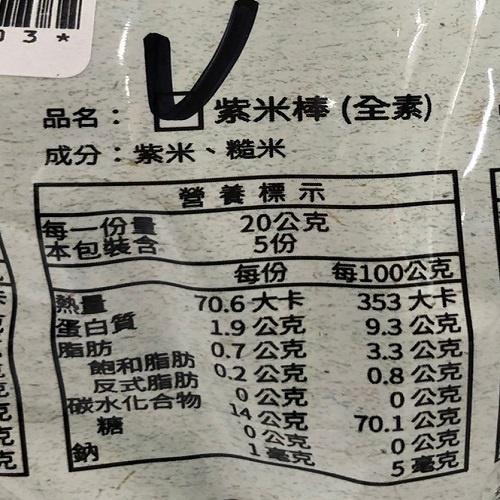 03*
品名：□紫米棒(全素)
成分：紫米、糙米
營養標示
每一份量 20公克
本包裝含 5份
每份 每100公克
熱量 70.6 大卡 353 大卡
蛋白質 1.9 公克 9.3 公克
脂肪 0.7 公克 3.3 公克
飽和脂肪 0.2 公克 0.8 公克
反式脂肪 0 公克 0 公克
碳水化合物 14 公克 70.1 公克
糖 0 公克 0 公克
鈉 1 毫克 5 毫克